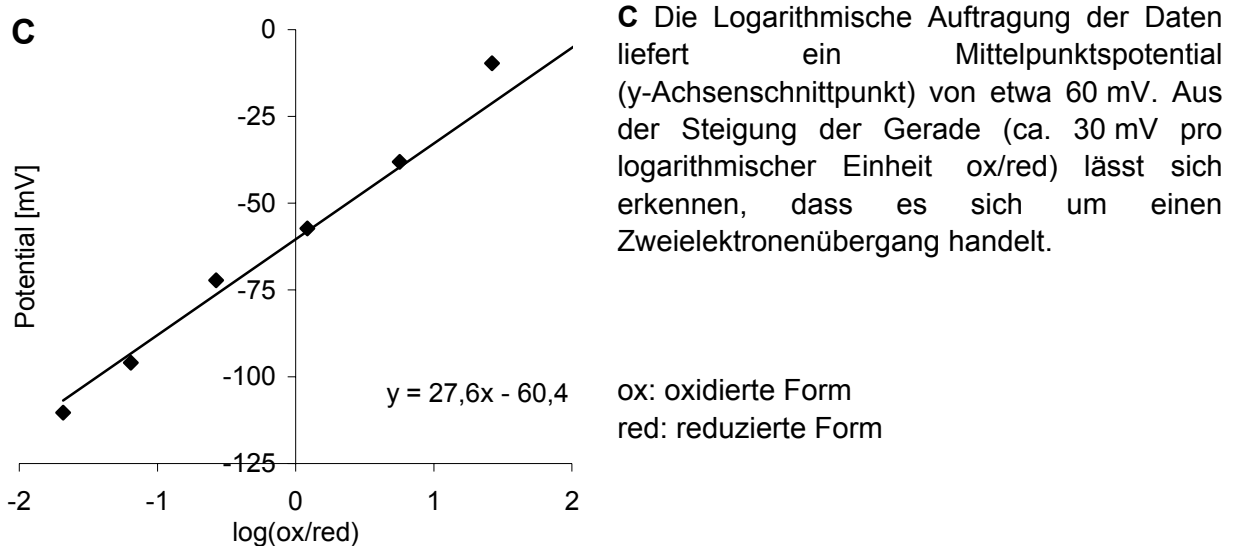 C
0
-25
-50
-75
-100
-125
Potential [mV]
y = 27,6x - 60,4
-2 -1 0 1 2
log(ox/red)
C Die Logarithmische Auftragung der Daten
liefert ein Mittelpunktspotential
(y-Achsenschnittpunkt) von etwa 60 mV. Aus
der Steigung der Gerade (ca. 30 mV pro
logarithmischer Einheit ox/red) lässt sich
erkennen, dass es sich um einen
Zweielektronenübergang handelt.
ox: oxidierte Form
red: reduzierte Form